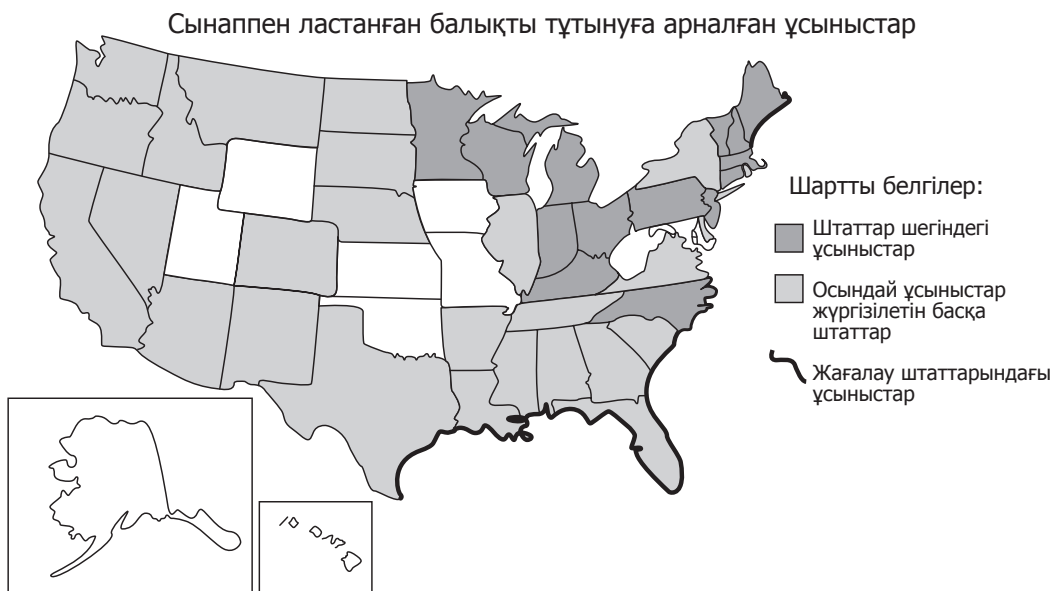 Сынаппен ластанған балықты тұтынуға арналған ұсыныстар
Шартты белгілер:
Штаттар шегіндегі
ұсыныстар
Осындай ұсыныстар
жүргізілетін басқа
штаттар
Жағалау штаттарындағы
ұсыныстар